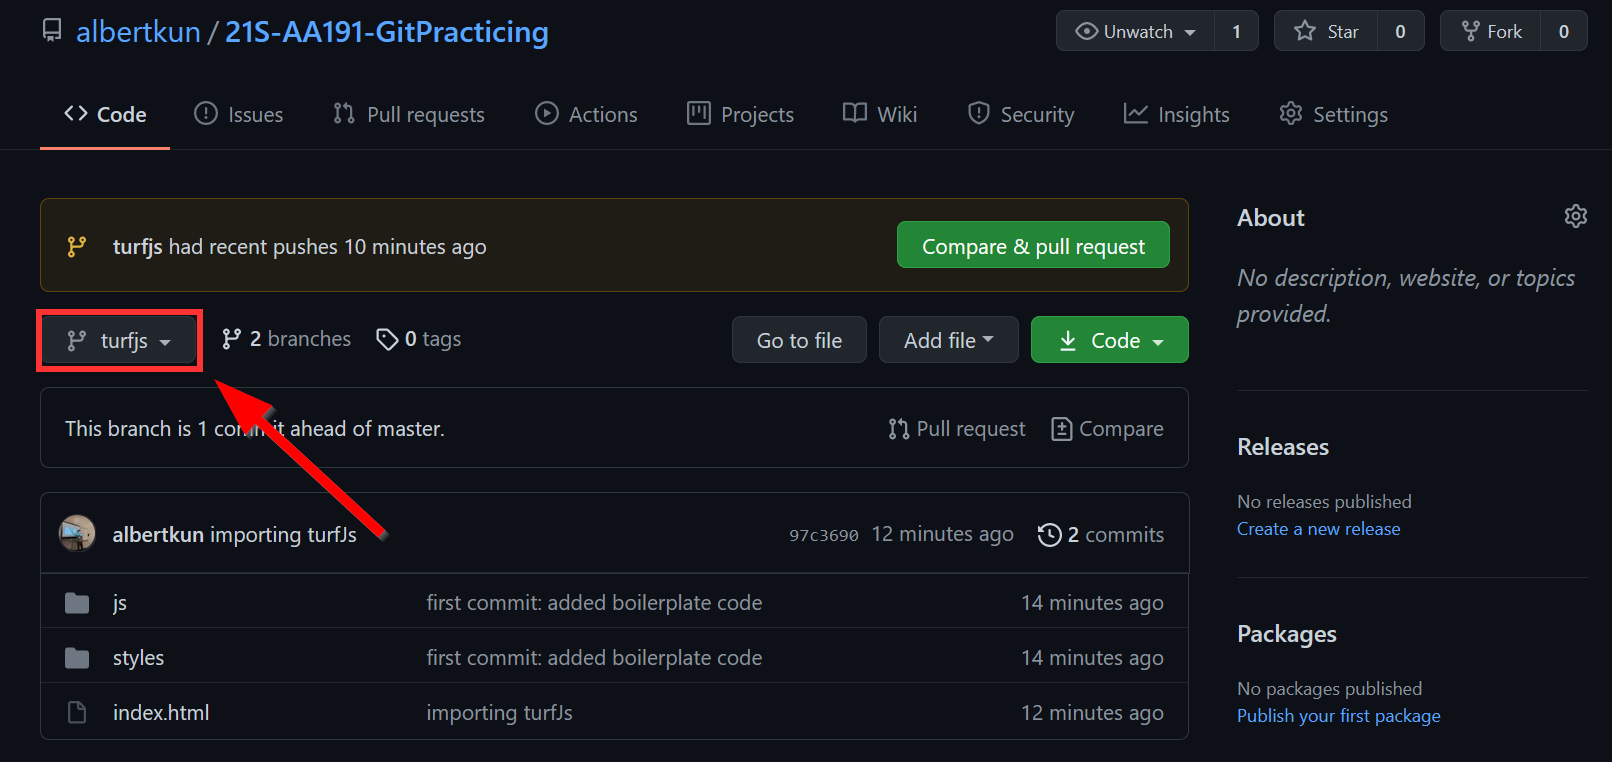 albertkun / 21S-AA191-GitPracticing
Unwatch 1
Star 0
Fork 0
Code
Issues
Pull requests
Actions
Projects
Wiki
Security
Insights
Settings
turfjs had recent pushes 10 minutes ago
Compare & pull request
turfjs
2 branches
0 tags
Go to file
Add file
Code
This branch is 1 commit ahead of master.
Pull request
Compare
albertkun importing turfJs
97c3690 12 minutes ago
2 commits
js first commit: added boilerplate code 14 minutes ago
styles first commit: added boilerplate code 14 minutes ago
index.html importing turfJs 12 minutes ago
About
No description, website, or topics
provided.
Releases
No releases published
Create a new release
Packages
No packages published
Publish your first package